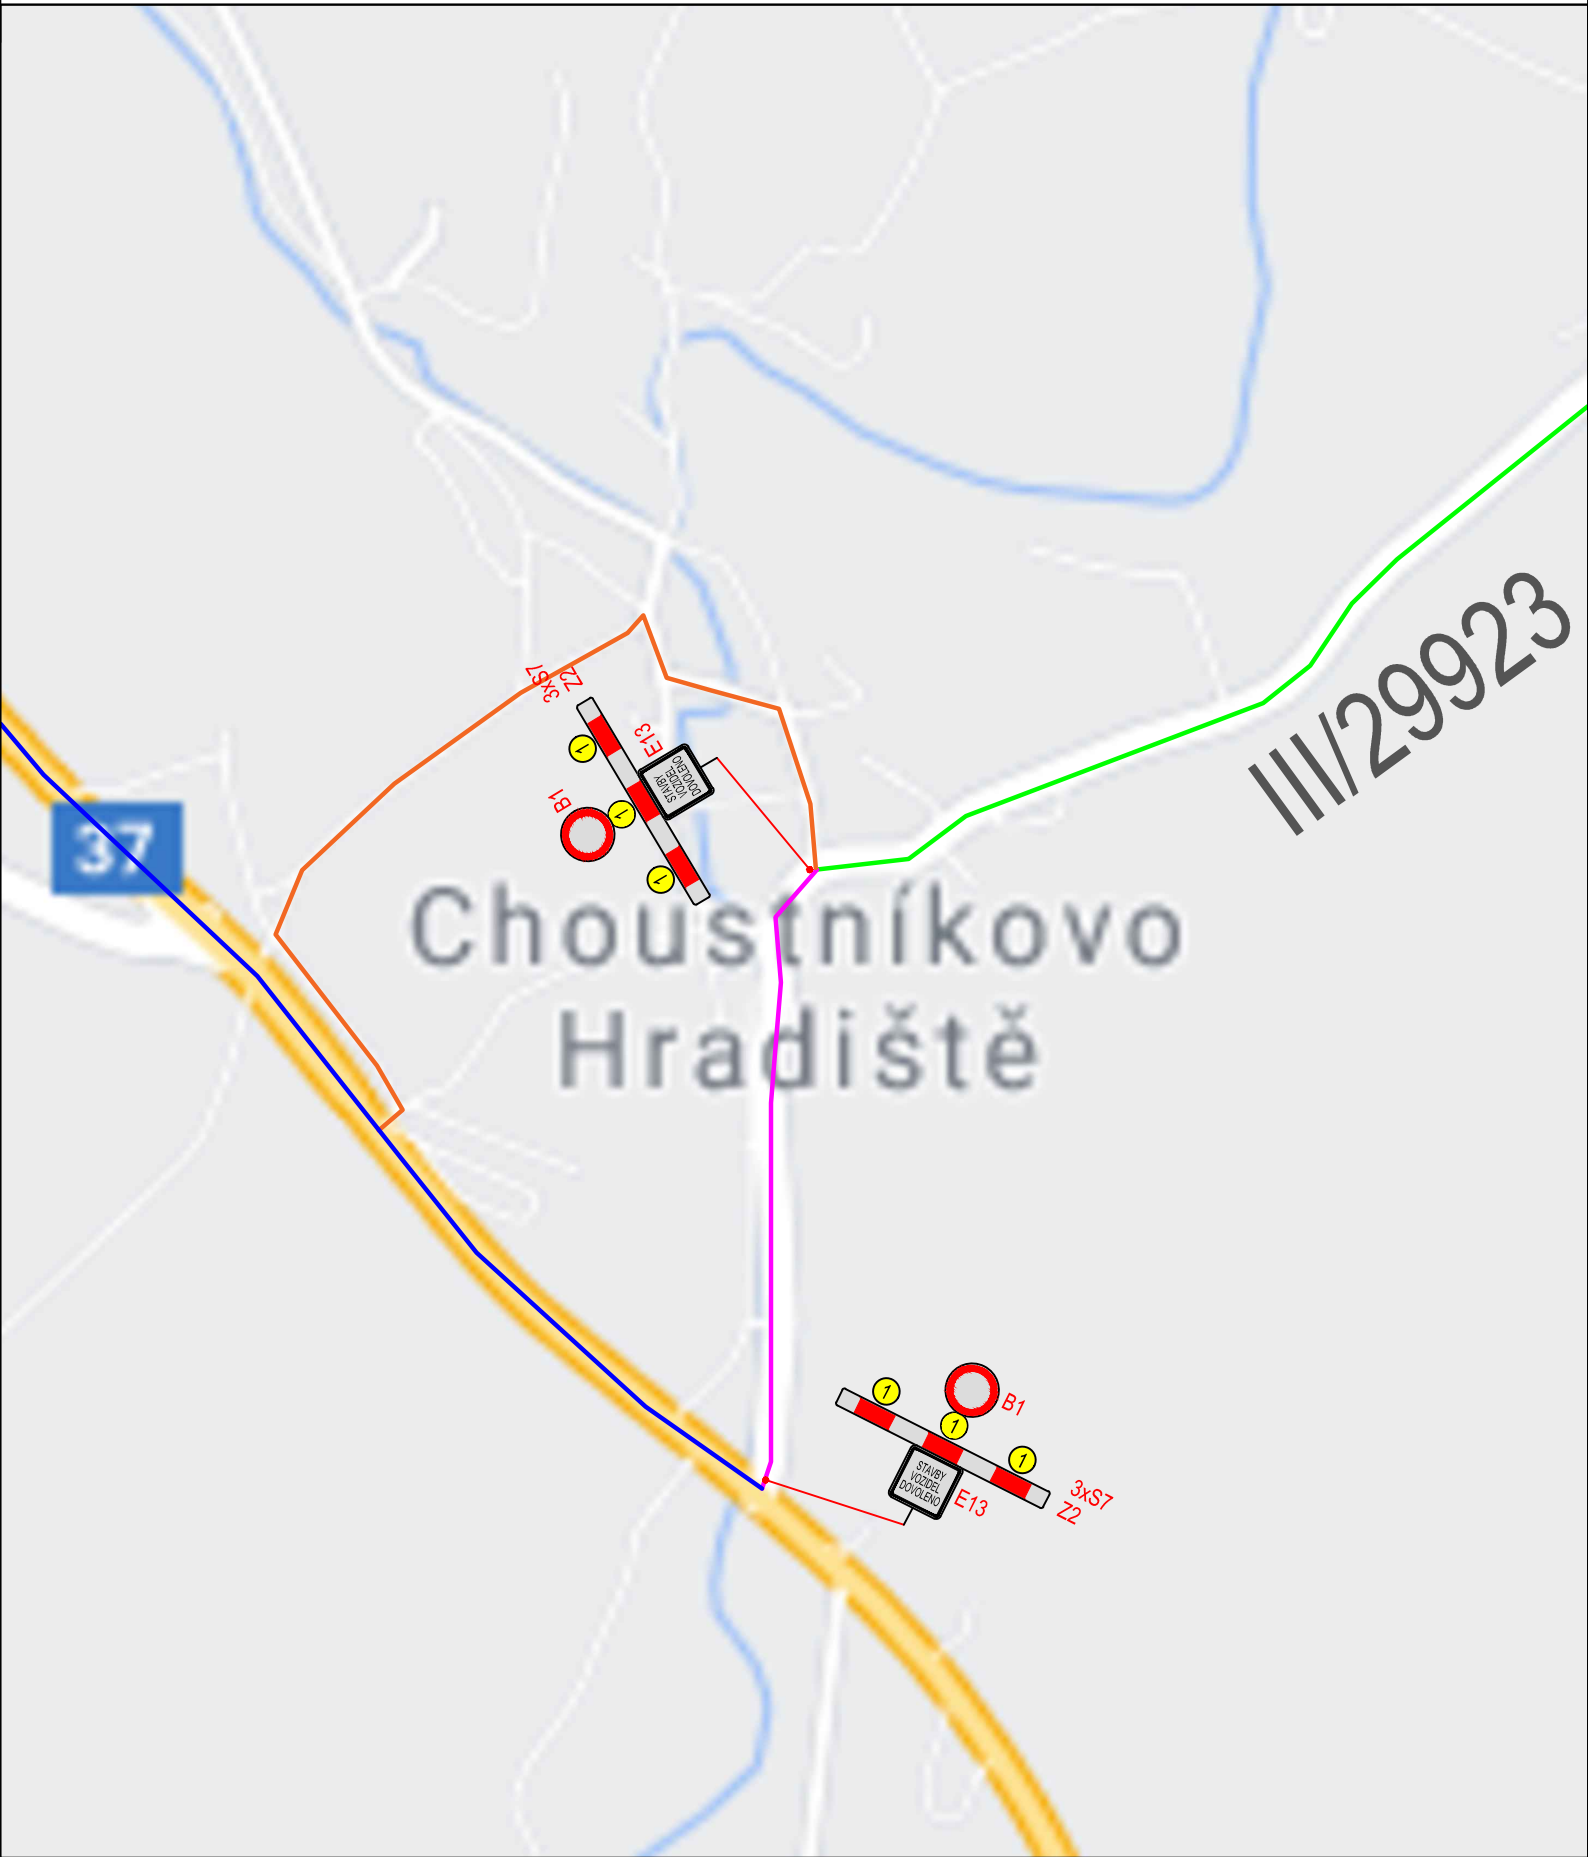 III/29923
3xS7
Z2
E13
STAVBY
VOZIDEL
DOVOLENO
1
B1
1
1
37
Choustníkovo
Hradiště
B1
1
1
1
STAVBY
VOZIDEL
DOVOLENO
E13
3xS7
Z2